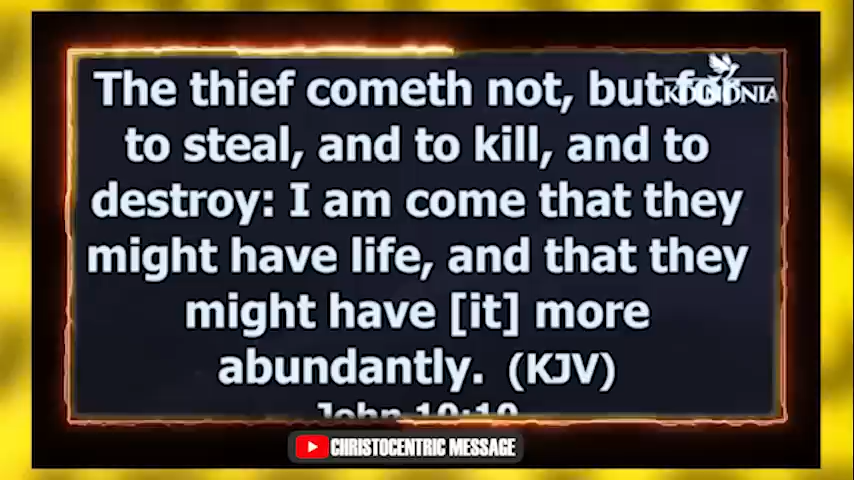 The thief cometh not, but for
KOINONIA
to steal, and to kill, and to
destroy: I am come that they
might have life, and that they
might have [it] more
abundantly. (KJV)
John 10:10
CHRISTOCENTRIC MESSAGE